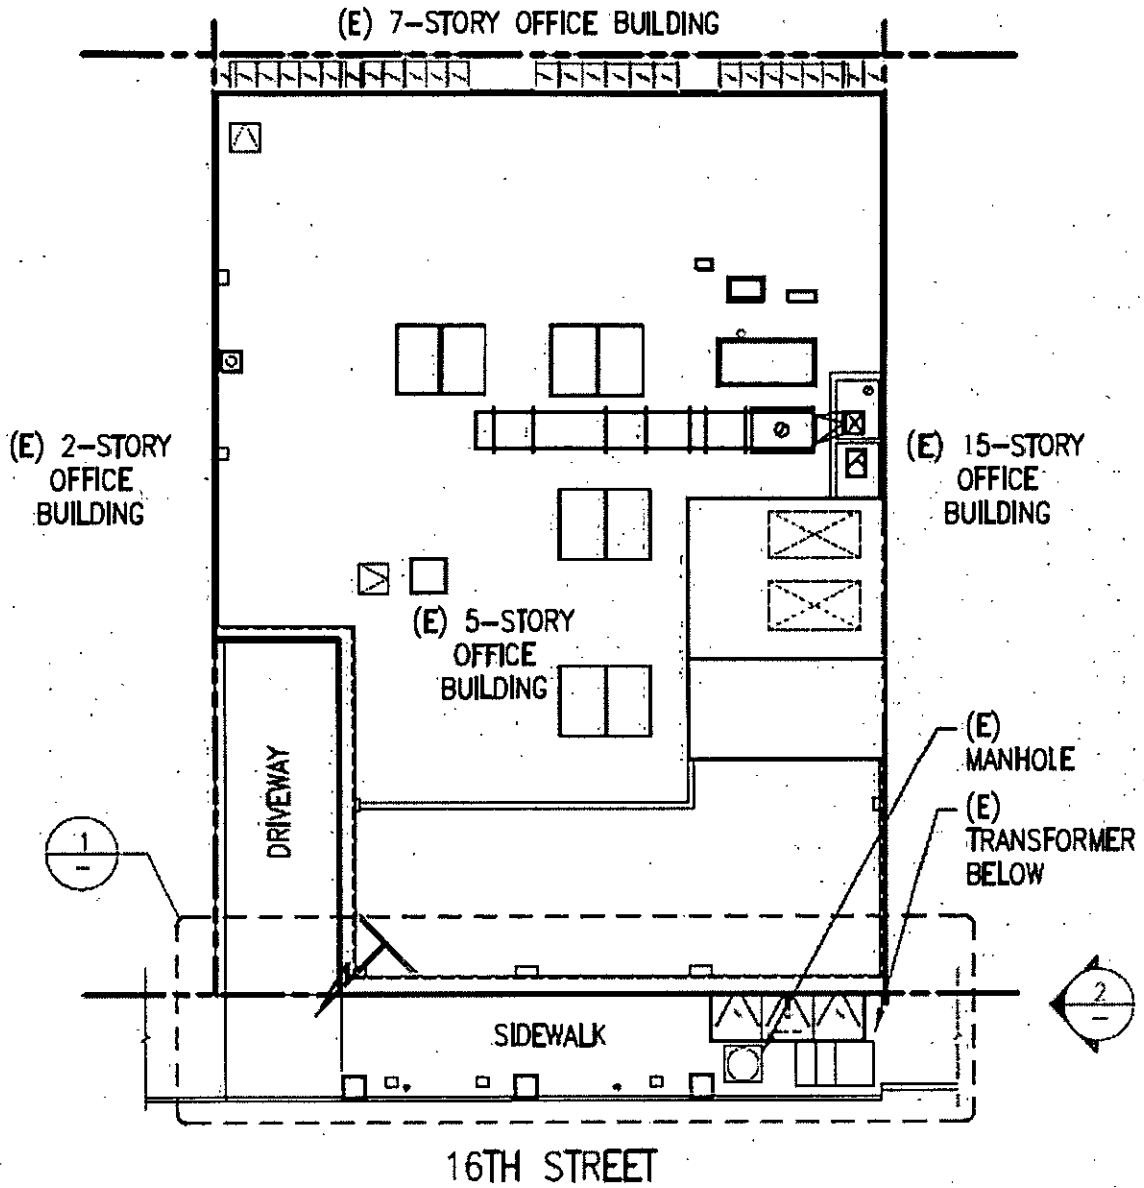 (E) 7-STORY OFFICE BUILDING
(E) 2-STORY
OFFICE
BUILDING
(E) 15-STORY
OFFICE
BUILDING
(E) 5-STORY
OFFICE
BUILDING
DRIVEWAY
(E)
MANHOLE
(E)
TRANSFORMER
BELOW
1
-
2
-
SIDEWALK
16TH STREET